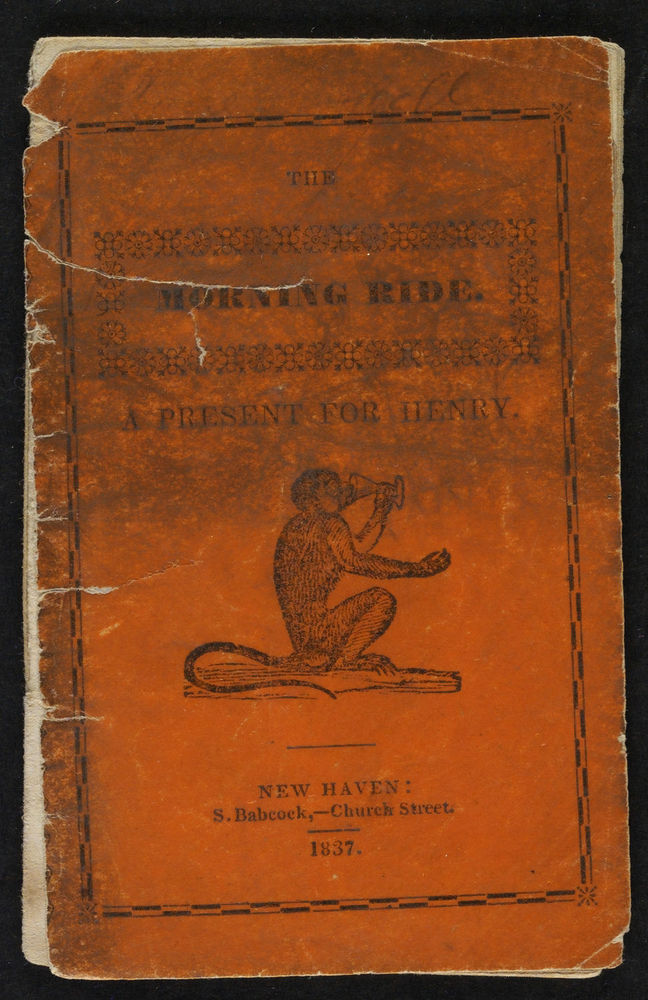 THE
MORNING RIDE.
A PRESENT FOR HENRY.
NEW HAVEN:
S. Babcock,—Church Street.
1837.